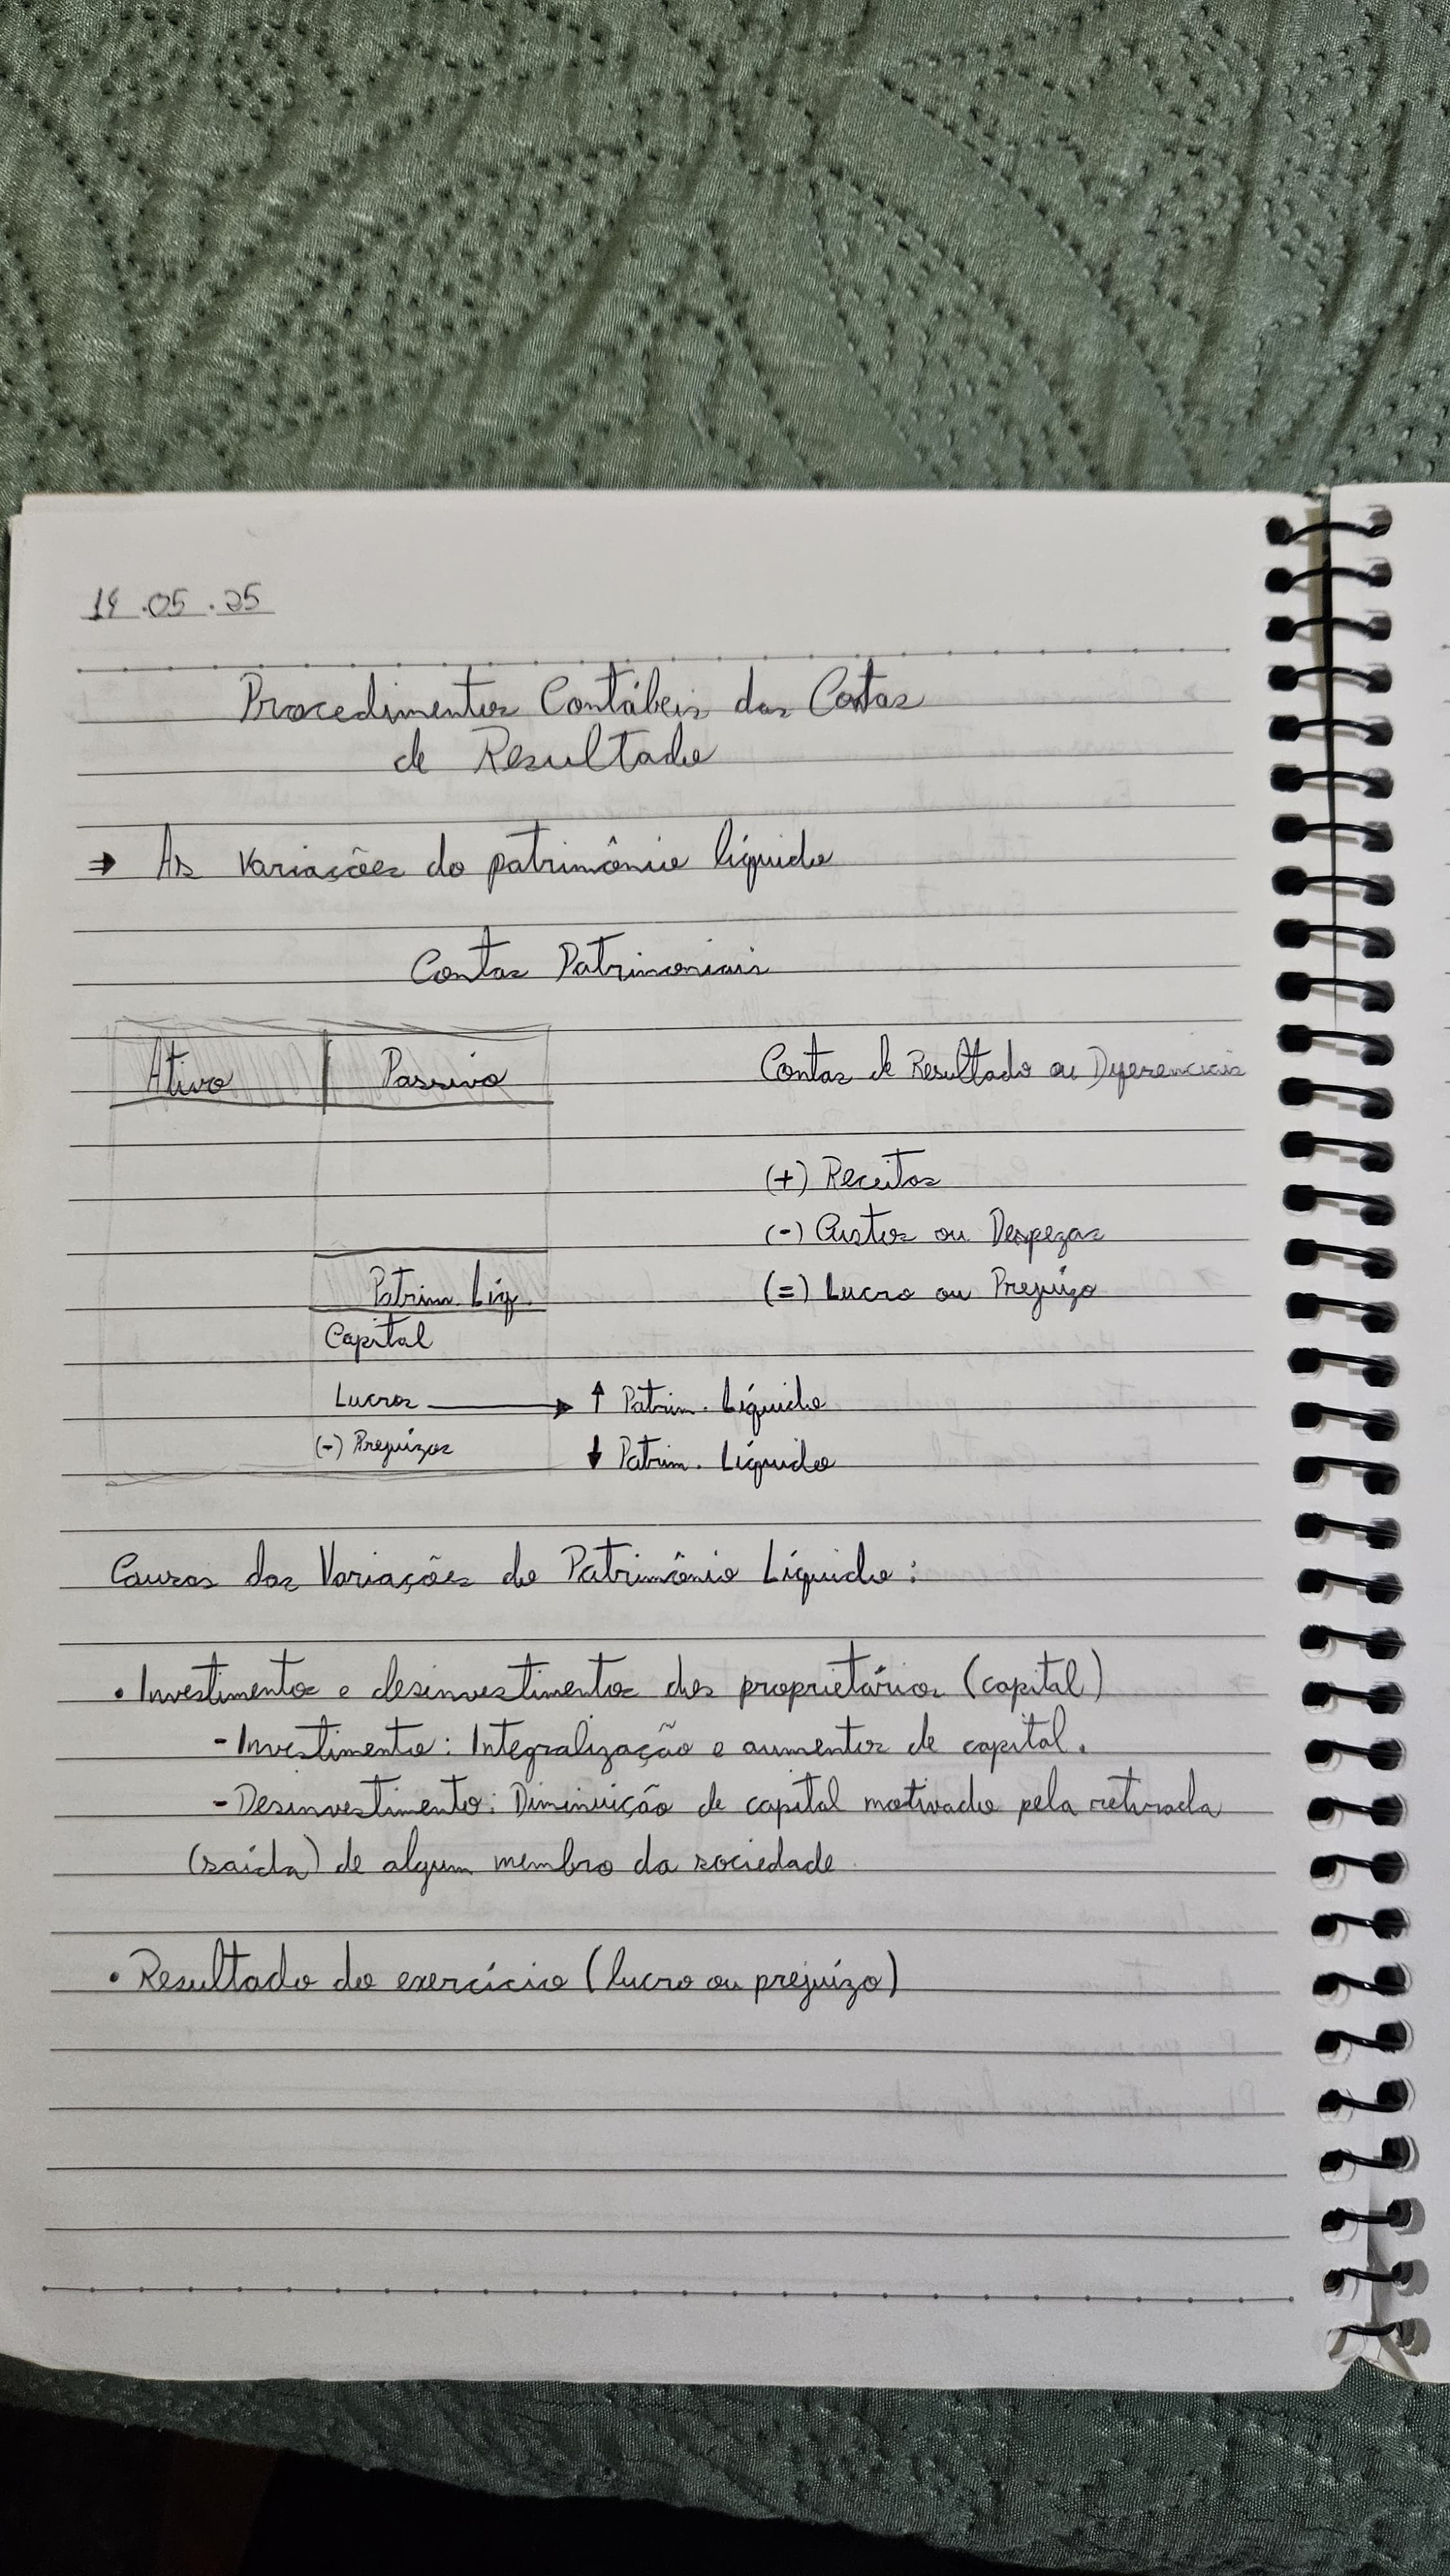 19.05.25
Procedimentos Contábeis das Contas
de Resultado
⇒ As Variações do patrimônio líquido
Contas Patrimoniais
Ativo Passivo Contas de Resultado ou Diferenciais
(+) Receitas
(-) Custos ou Despezas
Patrim. Líq. (=) Lucro ou Prejuízo
Capital
Lucros → ↑ Patrim. Líquido
(-) Prejuízos ↓ Patrim. Líquido
Causas das Variações do Patrimônio Líquido:
• Investimentos e desinvestimentos dos proprietários (capital)
- Investimento: Integralização e aumentos de capital.
- Desinvestimento: Diminuição de capital motivado pela retirada
(saída) de algum membro da sociedade.
• Resultado do exercício (lucro ou prejuízo)